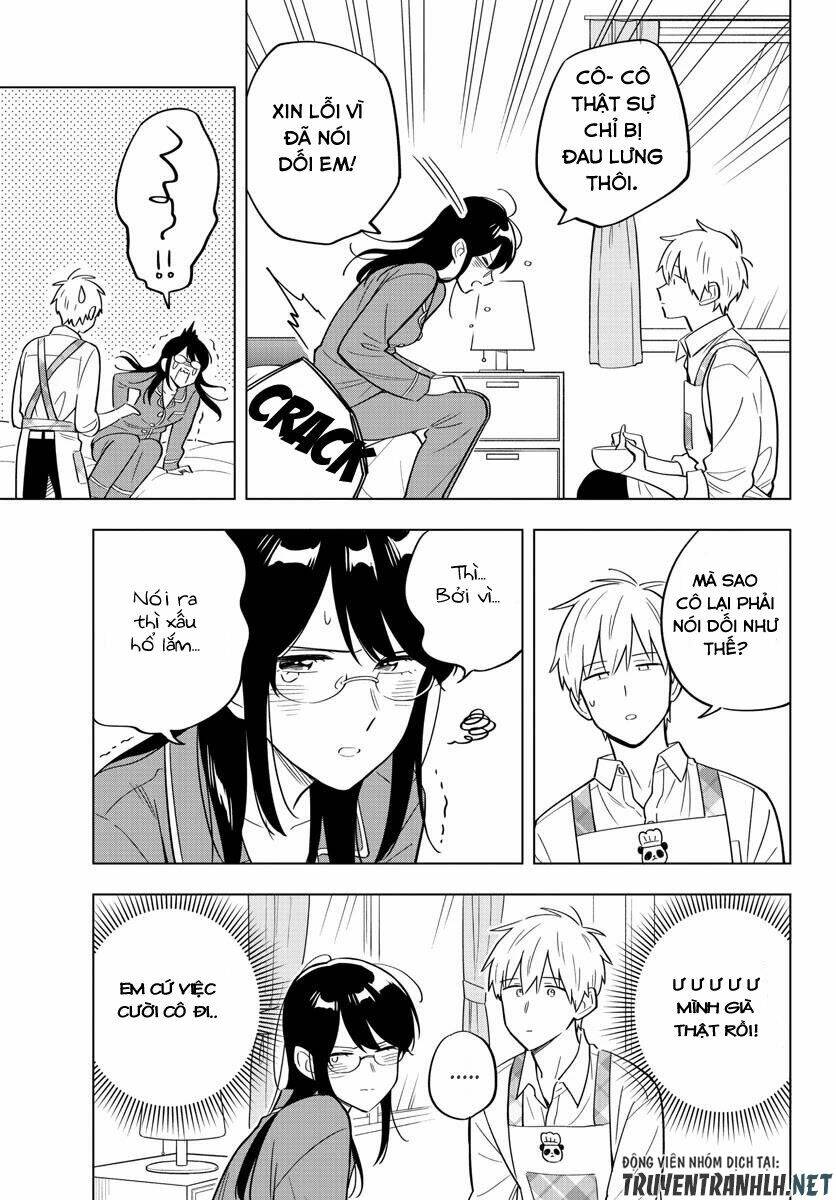 CÔ- CÔ
THẬT SỰ
CHỈ BỊ
ĐAU LƯNG
THÔI.
XIN LỖI VÌ
ĐÃ NÓI
DỐI EM!
CRACK
!!
MÀ SAO
CÔ LẠI PHẢI
NÓI DỐI NHƯ
THẾ?
Thì...
Bởi vì...
Nói ra
thì xấu
hổ lắm...
Ư Ư Ư Ư Ư
MÌNH GIÀ
THẬT RỒI!
.....
EM CỨ VIỆC
CƯỜI CÔ ĐI..
ĐỘNG VIÊN NHÓM DỊCH TẠI:
TRUYENTRANHLH.NET